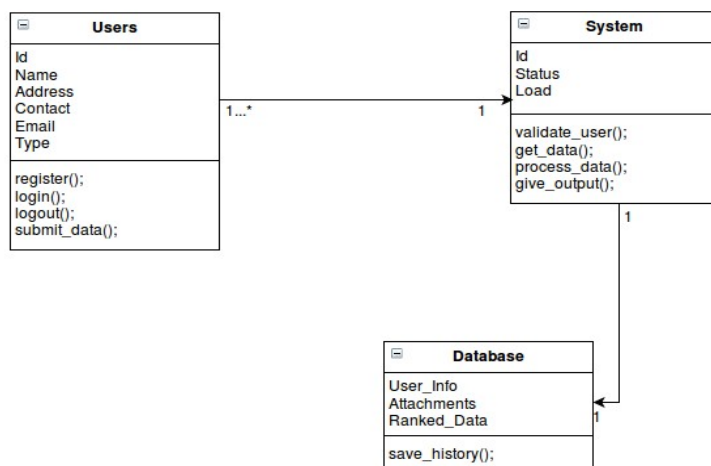 Users
Id
Name
Address
Contact
Email
Type
register();
login();
logout();
submit_data();
1...*
1
System
Id
Status
Load
validate_user();
get_data();
process_data();
give_output();
1
Database
User_Info
Attachments
Ranked_Data
1
save_history();